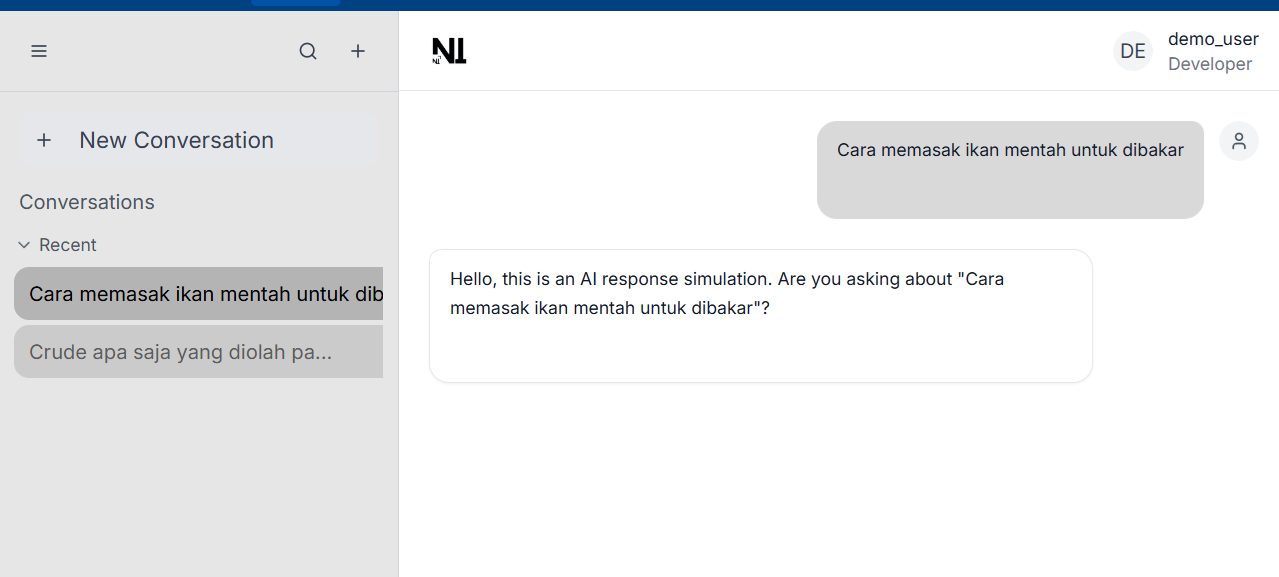 NI
NI
DE
demo_user
Developer
New Conversation
Conversations
Recent
Cara memasak ikan mentah untuk dib
Crude apa saja yang diolah pa...
Cara memasak ikan mentah untuk dibakar
Hello, this is an AI response simulation. Are you asking about "Cara
memasak ikan mentah untuk dibakar"?